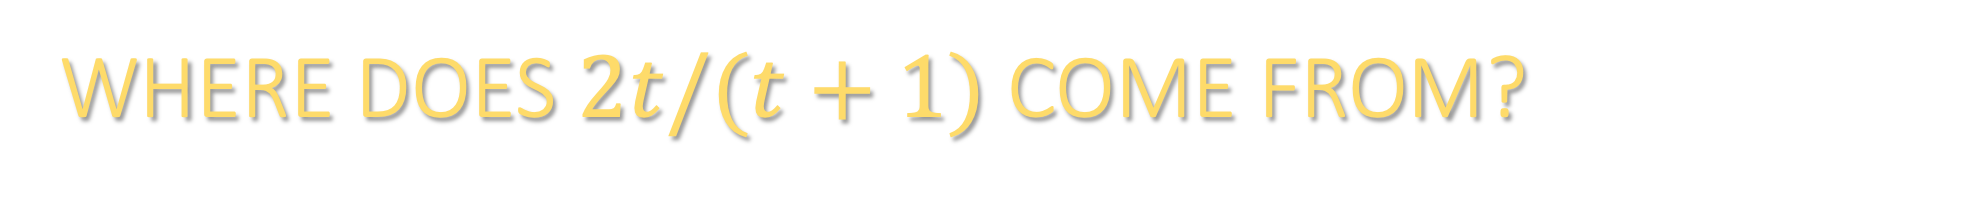 WHERE DOES 2t/(t + 1) COME FROM?